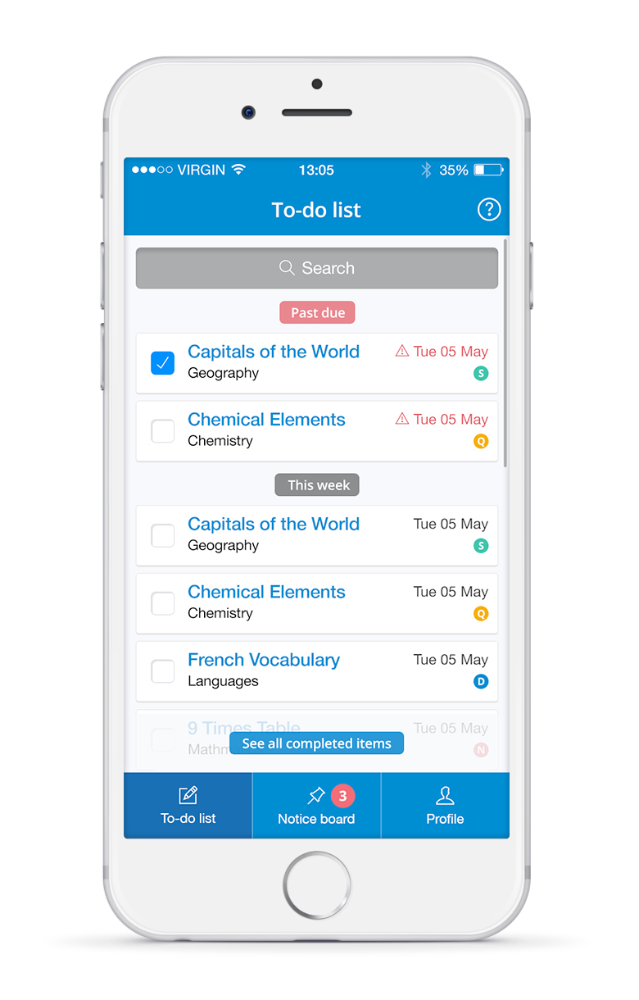 VIRGIN 13:05 35%
To-do list ?
Search
Past due
Capitals of the World Tue 05 May
Geography S
Chemical Elements Tue 05 May
Chemistry Q
This week
Capitals of the World Tue 05 May
Geography S
Chemical Elements Tue 05 May
Chemistry Q
French Vocabulary Tue 05 May
Languages D
9 Times Table Tue 05 May
N
See all completed items
3
To-do list Notice board Profile